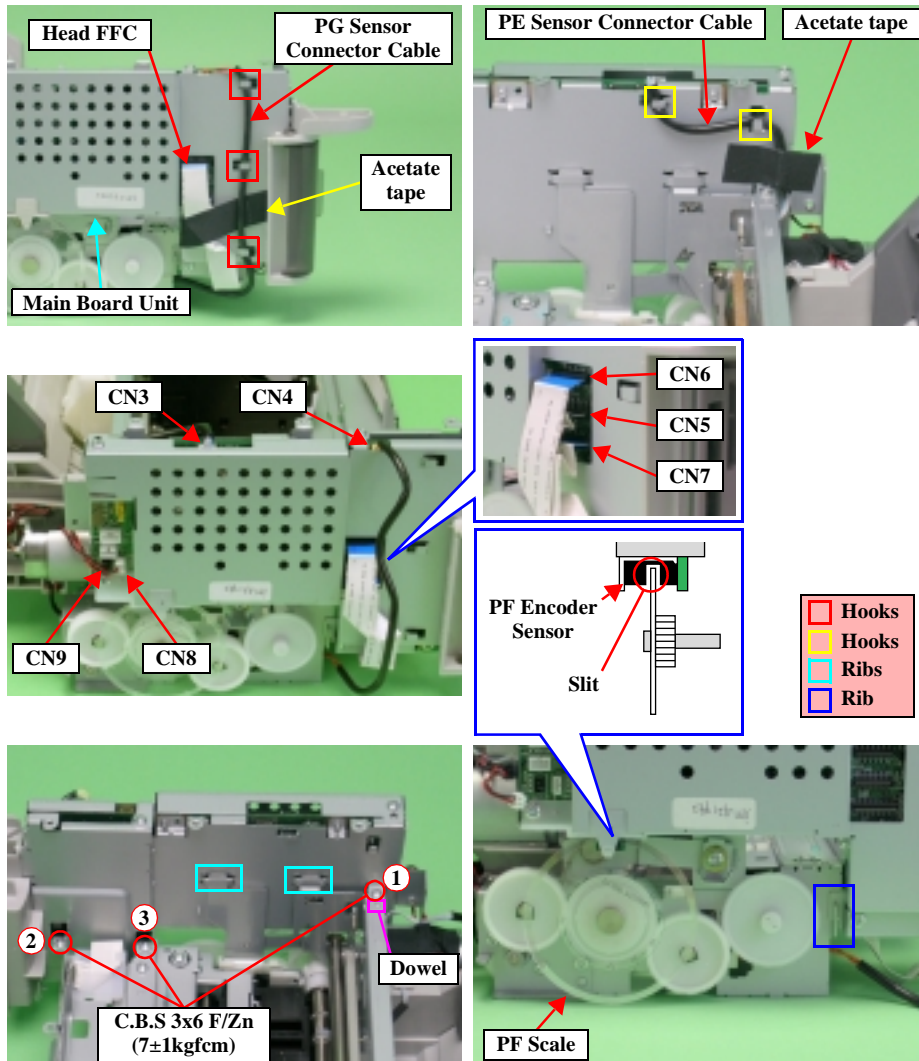 Head FFC
PG Sensor
Connector Cable
Acetate
tape
Main Board Unit
PE Sensor Connector Cable
Acetate tape
CN3
CN4
CN9
CN8
CN6
CN5
CN7
PF Encoder
Sensor
Slit
Hooks
Hooks
Ribs
Rib
1
2
3
Dowel
C.B.S 3x6 F/Zn
(7±1kgfcm)
PF Scale